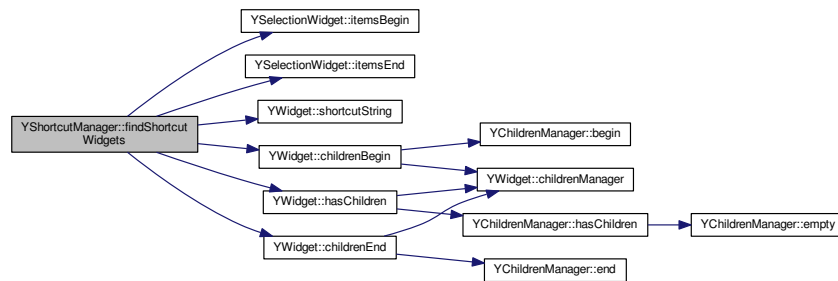 YSelectionWidget::itemsBegin
YSelectionWidget::itemsEnd
YWidget::shortcutString
YShortcutManager::findShortcut
Widgets
YWidget::childrenBegin
YWidget::hasChildren
YWidget::childrenEnd
YChildrenManager::begin
YWidget::childrenManager
YChildrenManager::hasChildren
YChildrenManager::end
YChildrenManager::empty